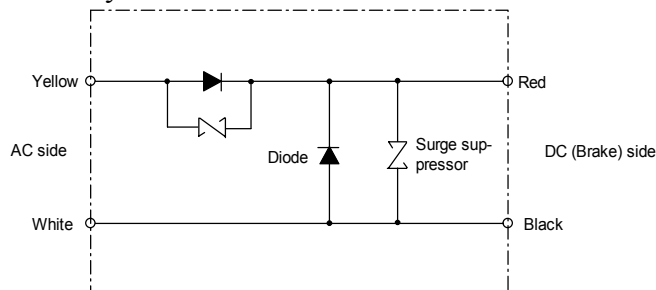 Yellow
Red
AC side
Diode
Surge sup-
pressor
DC (Brake) side
White
Black